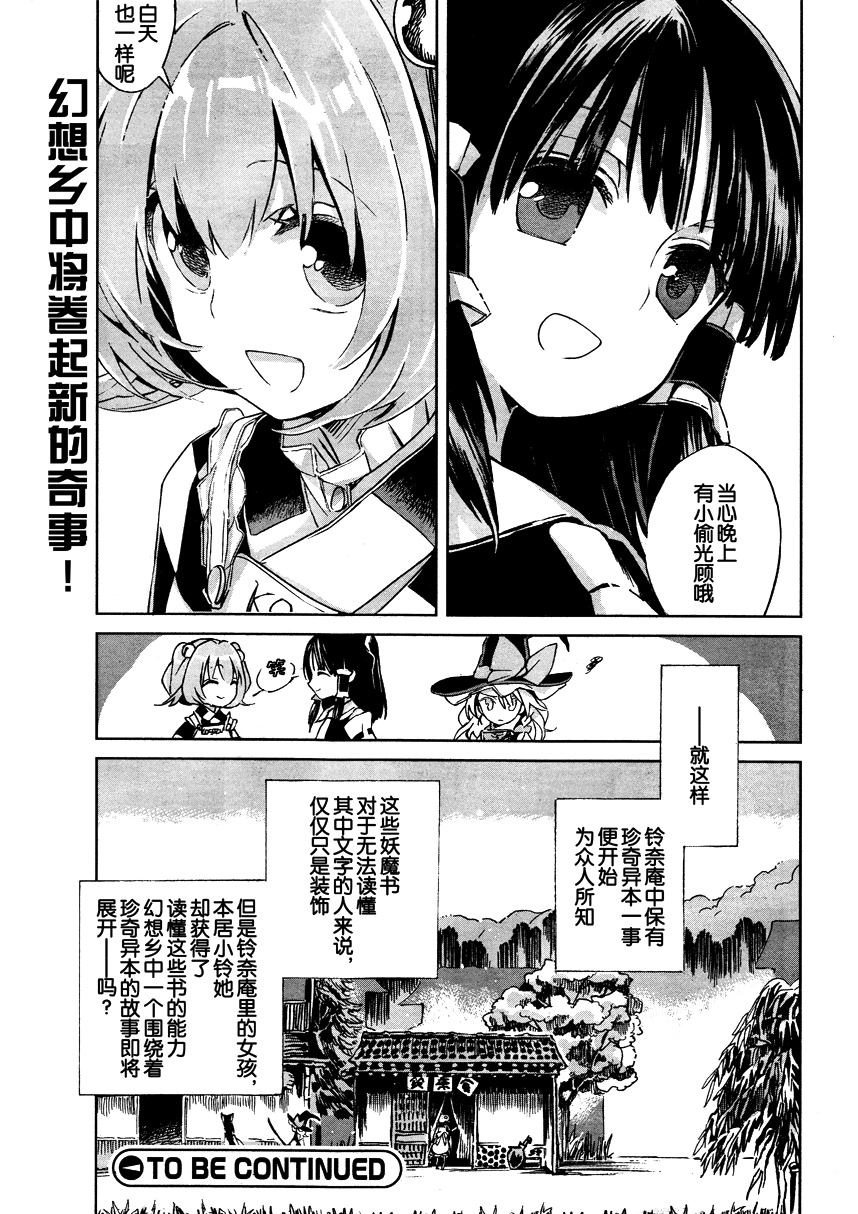 当心晚上
有小偷光顾哦
白天
也一样呢
幻想乡中将卷起新的奇事！
KO
——就这样
铃奈庵中保有
珍奇异本一事
便开始
为众人所知
这些妖魔书
对于无法读懂
其中文字的人来说，
仅仅只是装饰
但是铃奈庵里的女孩，
本居小铃她
却获得了
读懂这些书的能力
幻想乡中一个围绕着
珍奇异本的故事即将
展开——吗？
TO BE CONTINUED